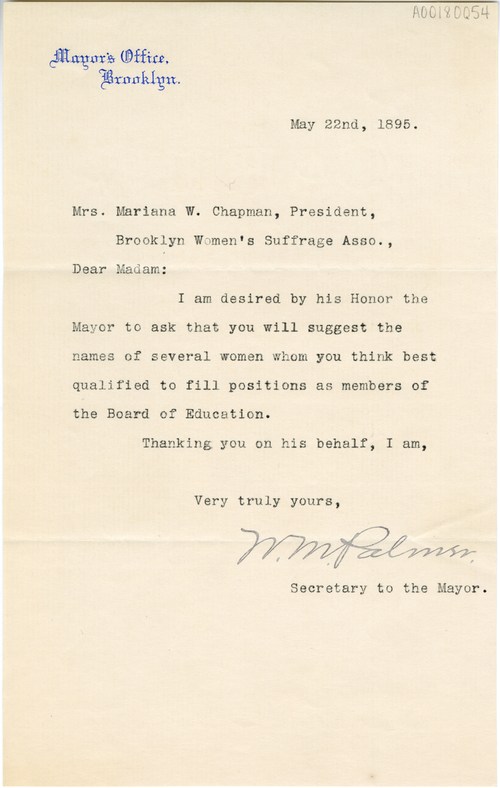 A00180054
Mayor's Office,
Brooklyn.
May 22nd, 1895.
Mrs. Mariana W. Chapman, President,
Brooklyn Women's Suffrage Asso.,
Dear Madam:
I am desired by his Honor the
Mayor to ask that you will suggest the
names of several women whom you think best
qualified to fill positions as members of
the Board of Education.
Thanking you on his behalf, I am,
Very truly yours,
W. M. Palmer.
Secretary to the Mayor.